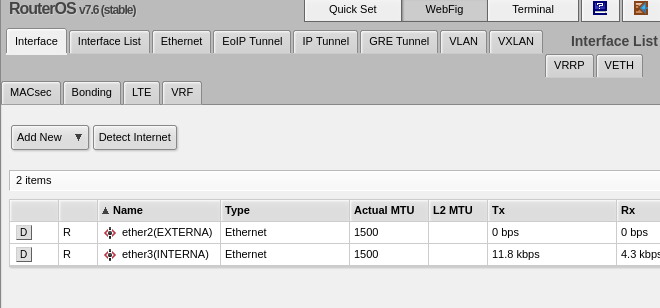 RouterOS v7.6 (stable) Quick Set WebFig Terminal
Interface Interface List Ethernet EoIP Tunnel IP Tunnel GRE Tunnel VLAN VXLAN Interface List
VRRP VETH
MACsec Bonding LTE VRF
Add New ▼ Detect Internet
2 items
▲ Name Type Actual MTU L2 MTU Tx Rx
D R ether2(EXTERNA) Ethernet 1500 0 bps 0 bps
D R ether3(INTERNA) Ethernet 1500 11.8 kbps 4.3 kbps